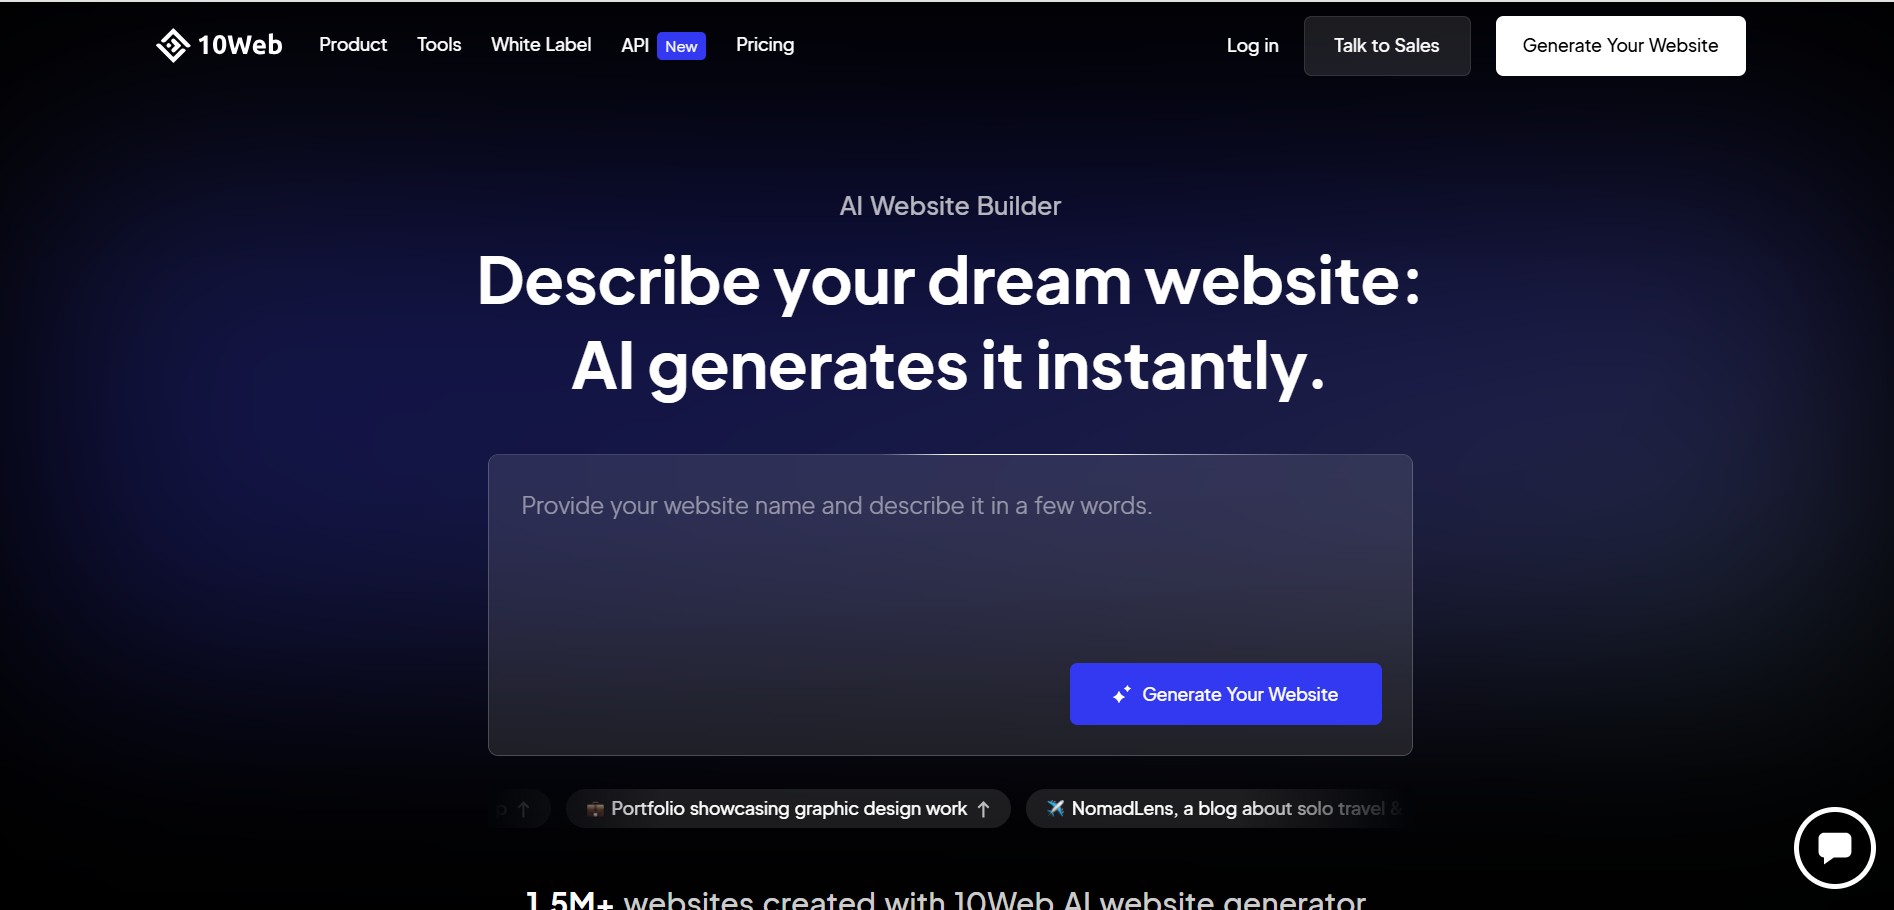 10Web Product Tools White Label API New Pricing Log in Talk to Sales Generate Your Website
AI Website Builder
Describe your dream website:
AI generates it instantly.
Provide your website name and describe it in a few words.
Generate Your Website
p ↑ Portfolio showcasing graphic design work ↑ NomadLens, a blog about solo travel &
1.5M+ websites created with 10Web AI website generator